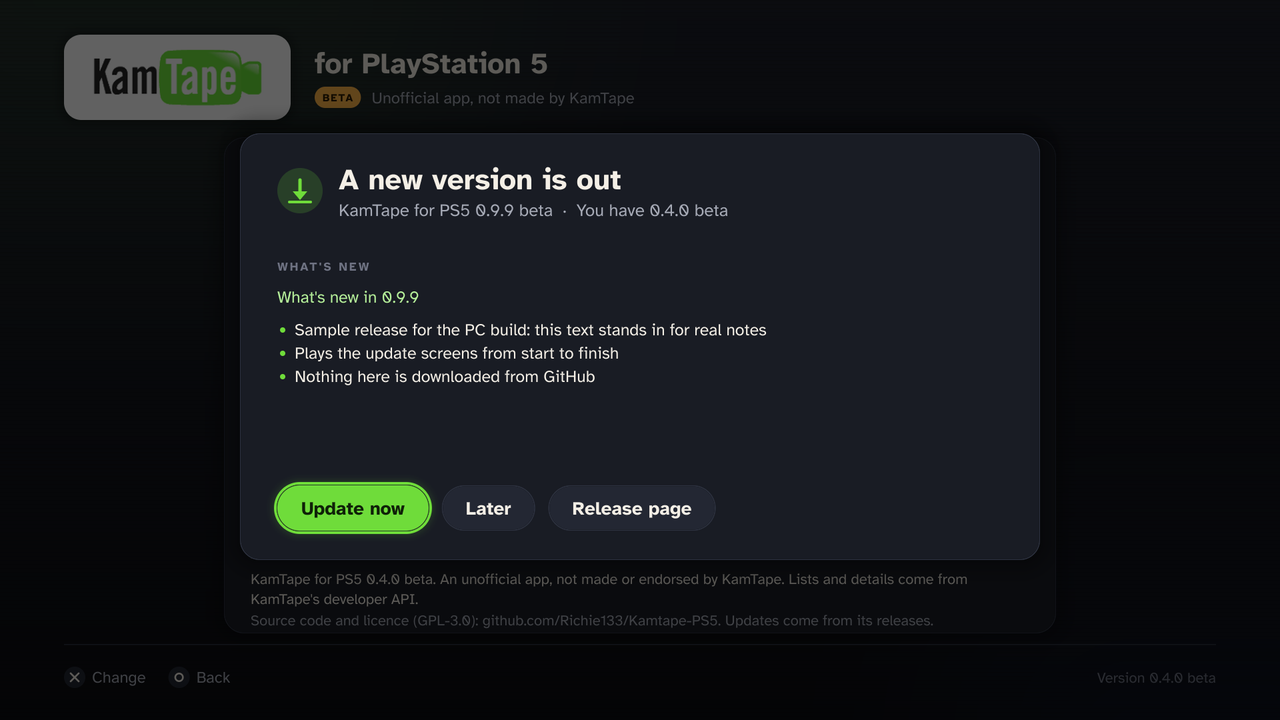 KamTape
for PlayStation 5
BETA Unofficial app, not made by KamTape
A new version is out
KamTape for PS5 0.9.9 beta · You have 0.4.0 beta
WHAT'S NEW
What's new in 0.9.9
• Sample release for the PC build: this text stands in for real notes
• Plays the update screens from start to finish
• Nothing here is downloaded from GitHub
Update now Later Release page
KamTape for PS5 0.4.0 beta. An unofficial app, not made or endorsed by KamTape. Lists and details come from
KamTape's developer API.
Source code and licence (GPL-3.0): github.com/Richie133/Kamtape-PS5. Updates come from its releases.
Change Back Version 0.4.0 beta